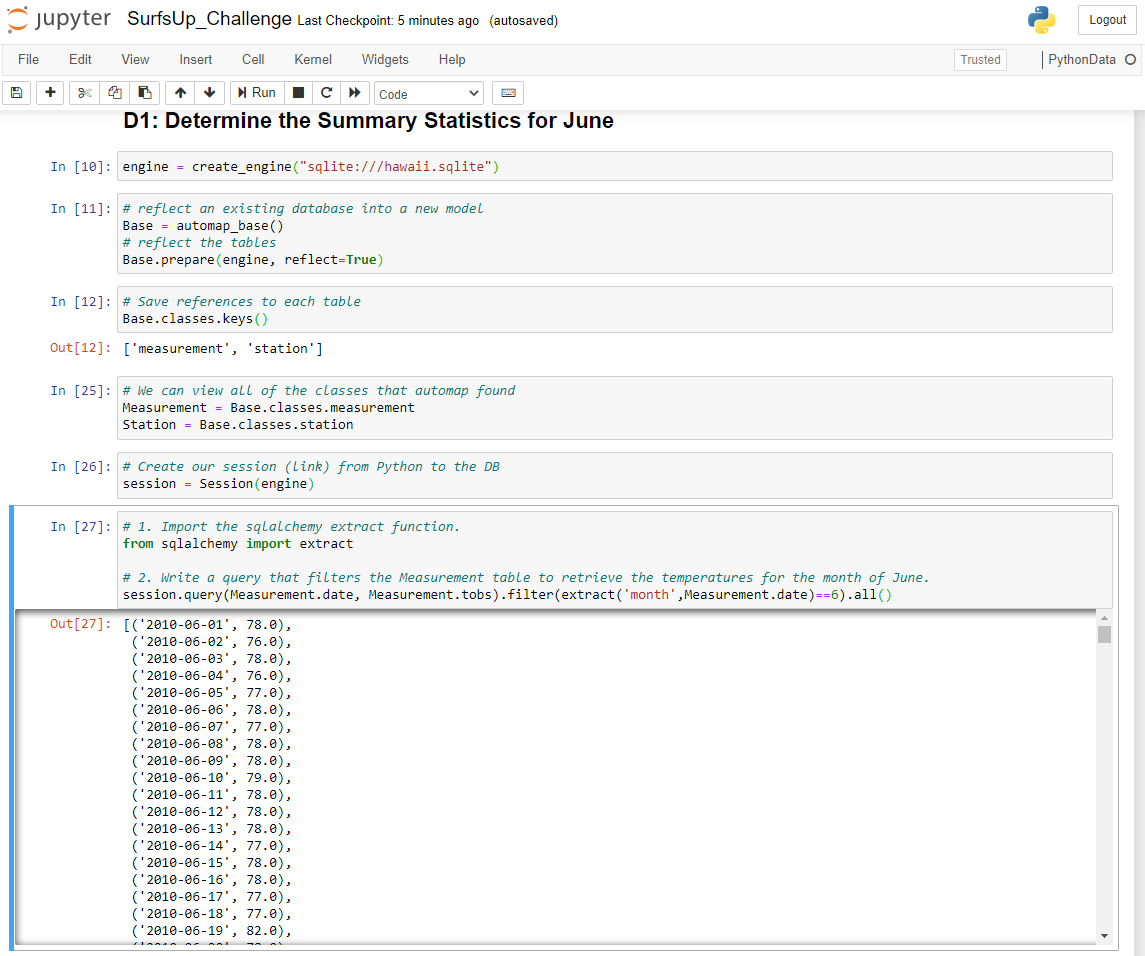 jupyter SurfsUp_Challenge Last Checkpoint: 5 minutes ago (autosaved) Logout
File Edit View Insert Cell Kernel Widgets Help Trusted PythonData
Run Code
D1: Determine the Summary Statistics for June
In [10]: engine = create_engine("sqlite:///hawaii.sqlite")
In [11]: # reflect an existing database into a new model
Base = automap_base()
# reflect the tables
Base.prepare(engine, reflect=True)
In [12]: # Save references to each table
Base.classes.keys()
Out[12]: ['measurement', 'station']
In [25]: # We can view all of the classes that automap found
Measurement = Base.classes.measurement
Station = Base.classes.station
In [26]: # Create our session (link) from Python to the DB
session = Session(engine)
In [27]: # 1. Import the sqlalchemy extract function.
from sqlalchemy import extract
# 2. Write a query that filters the Measurement table to retrieve the temperatures for the month of June.
session.query(Measurement.date, Measurement.tobs).filter(extract('month',Measurement.date)==6).all()
Out[27]: [('2010-06-01', 78.0),
('2010-06-02', 76.0),
('2010-06-03', 78.0),
('2010-06-04', 76.0),
('2010-06-05', 77.0),
('2010-06-06', 78.0),
('2010-06-07', 77.0),
('2010-06-08', 78.0),
('2010-06-09', 78.0),
('2010-06-10', 79.0),
('2010-06-11', 78.0),
('2010-06-12', 78.0),
('2010-06-13', 78.0),
('2010-06-14', 77.0),
('2010-06-15', 78.0),
('2010-06-16', 78.0),
('2010-06-17', 77.0),
('2010-06-18', 77.0),
('2010-06-19', 82.0),